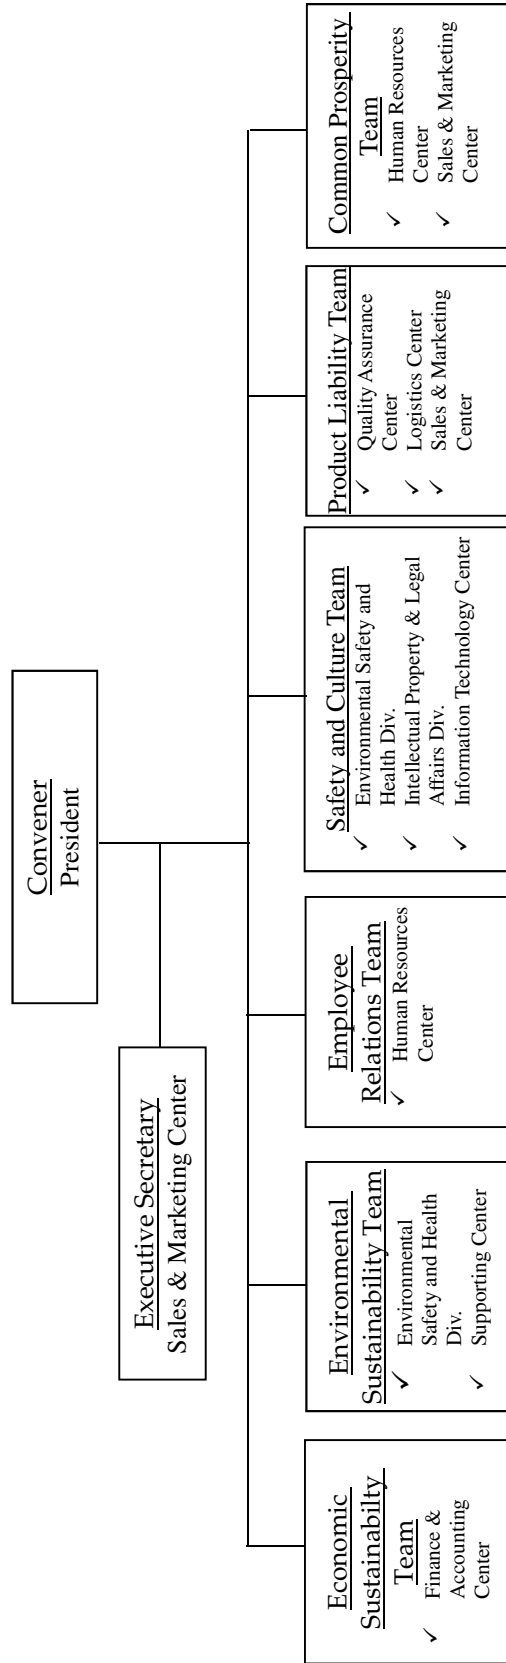 Convener
President
Executive Secretary
Sales & Marketing Center
Economic
Sustainabilty
Team
✓ Finance &
Accounting
Center
Environmental
Sustainability Team
✓ Environmental
Safety and Health
Div.
✓ Supporting Center
Employee
Relations Team
✓ Human Resources
Center
Safety and Culture Team
✓ Environmental Safety and
Health Div.
✓ Intellectual Property & Legal
Affairs Div.
✓ Information Technology Center
Product Liability Team
✓ Quality Assurance
Center
✓ Logistics Center
✓ Sales & Marketing
Center
Common Prosperity
Team
✓ Human Resources
Center
✓ Sales & Marketing
Center